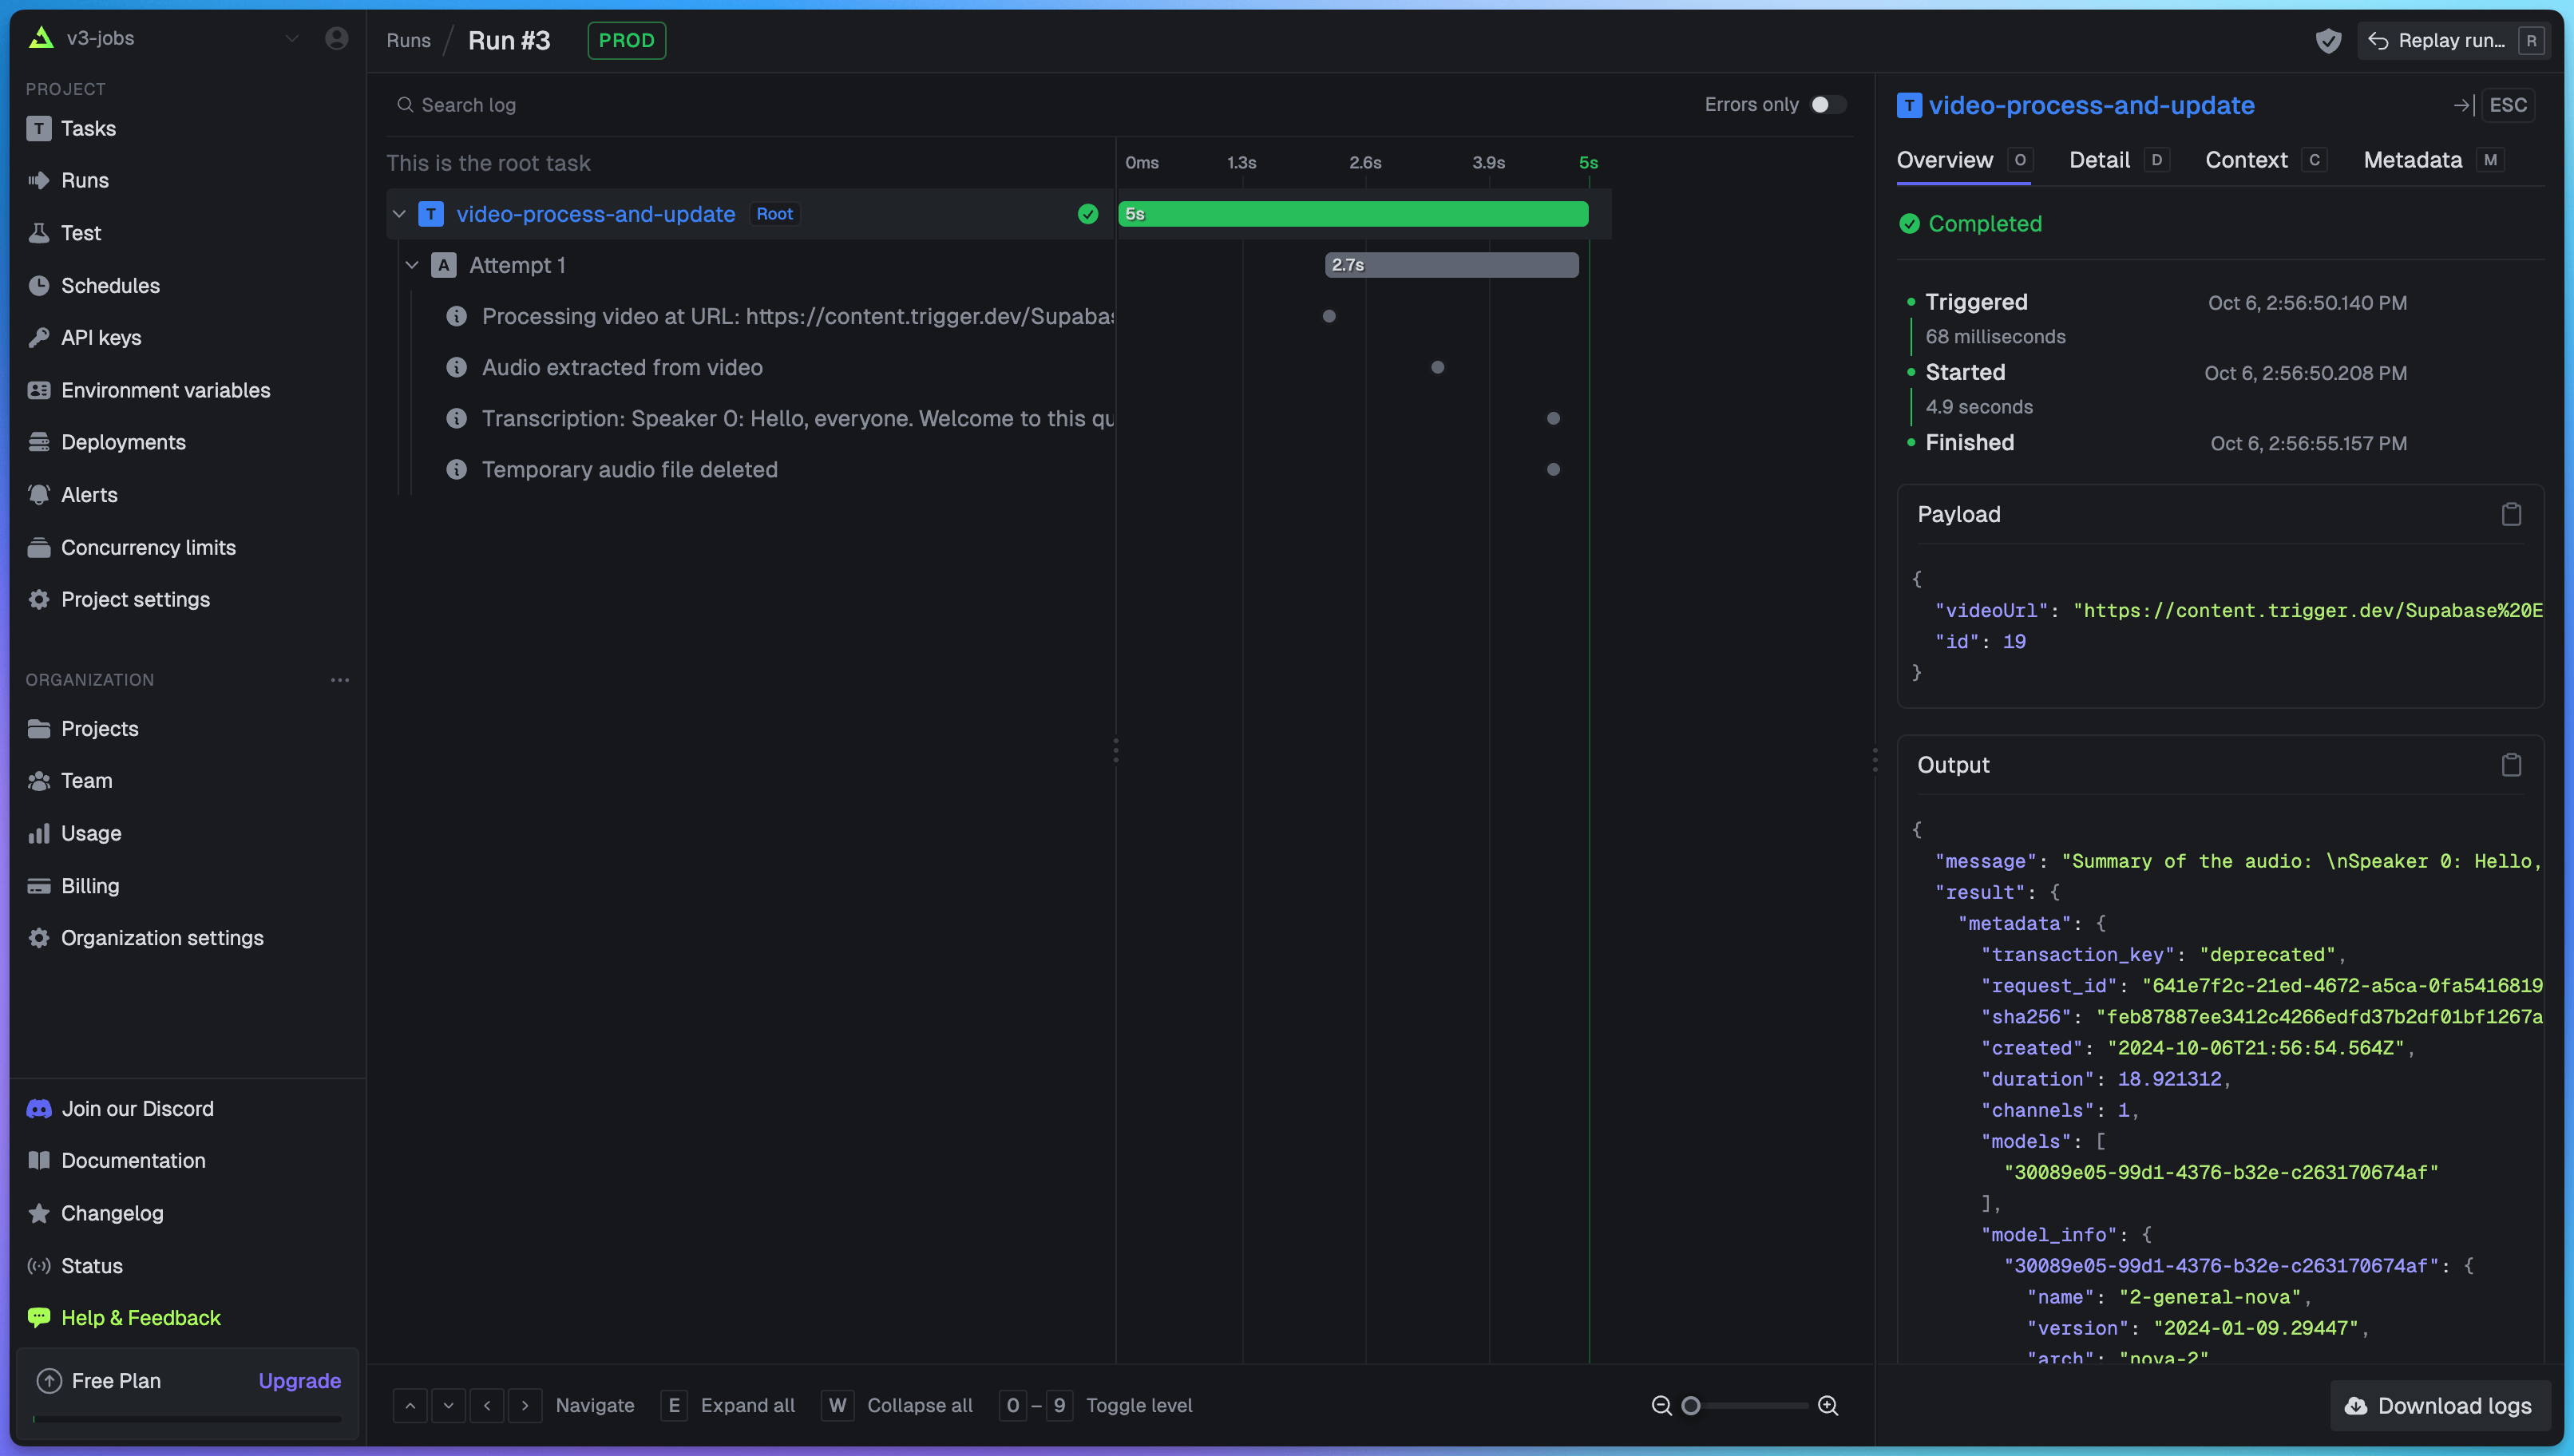 v3-jobs
PROJECT
T Tasks
Runs
Test
Schedules
API keys
Environment variables
Deployments
Alerts
Concurrency limits
Project settings
ORGANIZATION
Projects
Team
Usage
Billing
Organization settings
Join our Discord
Documentation
Changelog
Status
Help & Feedback
Free Plan Upgrade
Runs / Run #3 PROD
Replay run... R
Search log
Errors only
This is the root task
0ms 1.3s 2.6s 3.9s 5s
T video-process-and-update Root 5s
A Attempt 1 2.7s
Processing video at URL: https://content.trigger.dev/Supabas
Audio extracted from video
Transcription: Speaker 0: Hello, everyone. Welcome to this qu
Temporary audio file deleted
Navigate E Expand all W Collapse all 0 – 9 Toggle level
T video-process-and-update ESC
Overview O Detail D Context C Metadata M
Completed
Triggered Oct 6, 2:56:50.140 PM
68 milliseconds
Started Oct 6, 2:56:50.208 PM
4.9 seconds
Finished Oct 6, 2:56:55.157 PM
Payload
{
"videoUrl": "https://content.trigger.dev/Supabase%20E
"id": 19
}
Output
{
"message": "Summary of the audio: \nSpeaker 0: Hello,
"result": {
"metadata": {
"transaction_key": "deprecated",
"request_id": "641e7f2c-21ed-4672-a5ca-0fa5416819
"sha256": "feb87887ee3412c4266edfd37b2df01bf1267a
"created": "2024-10-06T21:56:54.564Z",
"duration": 18.921312,
"channels": 1,
"models": [
"30089e05-99d1-4376-b32e-c263170674af"
],
"model_info": {
"30089e05-99d1-4376-b32e-c263170674af": {
"name": "2-general-nova",
"version": "2024-01-09.29447",
"arch": "nova-2"
Download logs